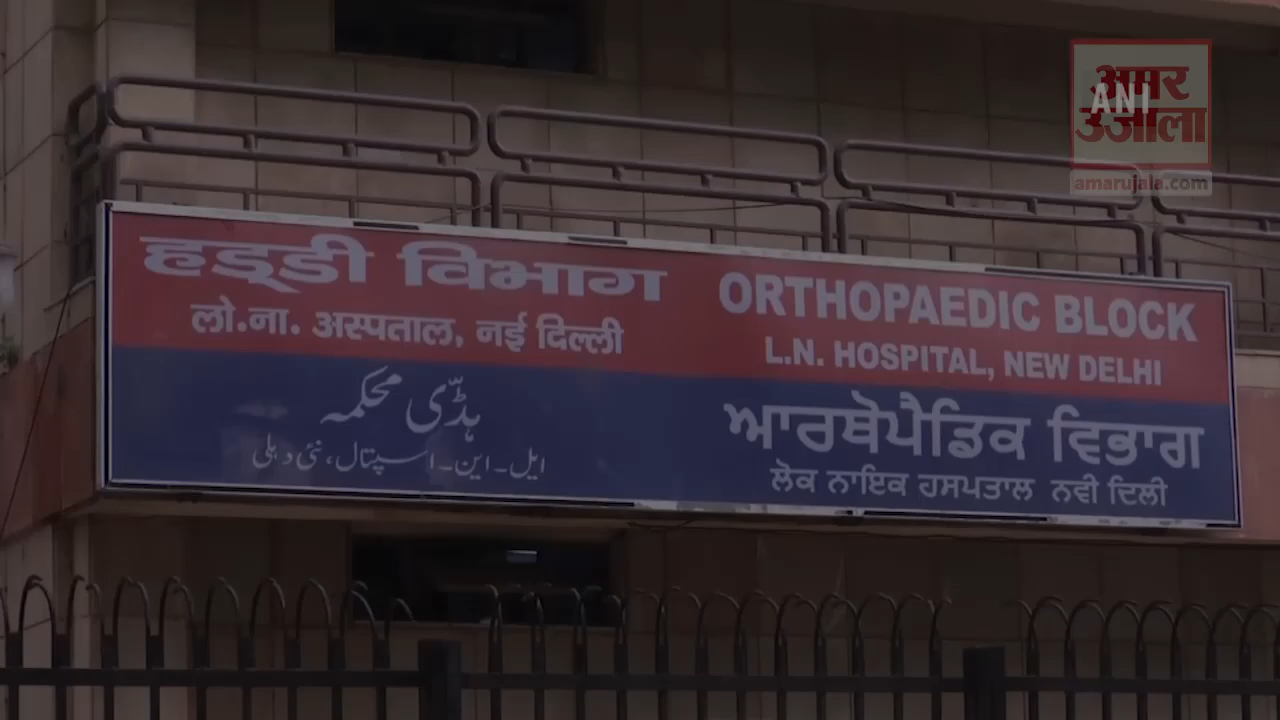 हड्डी विभाग
लो.ना. अस्पताल, नई दिल्ली
ORTHOPAEDIC BLOCK
L.N. HOSPITAL, NEW DELHI
ہڈّی محکمہ
ایل۔این۔اسپتال، نئی دہلی
ਆਰਥੋਪੈਡਿਕ ਵਿਭਾਗ
ਲੋਕ ਨਾਇਕ ਹਸਪਤਾਲ ਨਵੀ ਦਿਲੀ
अमर
ANI
उजाला
amarujala.com